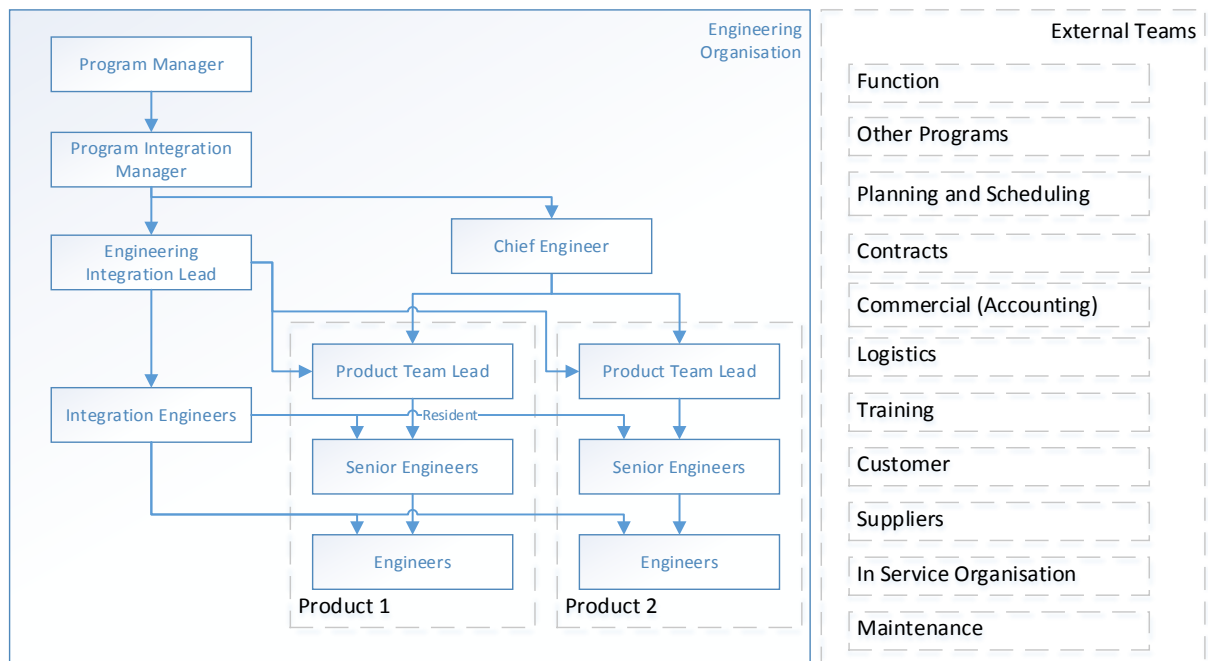 Engineering
Organisation
Program Manager
Program Integration
Manager
Engineering
Integration Lead
Chief Engineer
Product Team Lead
Product Team Lead
Integration Engineers
Resident
Senior Engineers
Senior Engineers
Engineers
Engineers
Product 1
Product 2
External Teams
Function
Other Programs
Planning and Scheduling
Contracts
Commercial (Accounting)
Logistics
Training
Customer
Suppliers
In Service Organisation
Maintenance